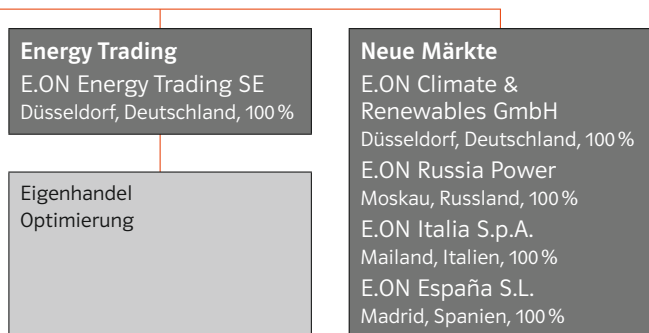 Energy Trading
E.ON Energy Trading SE
Düsseldorf, Deutschland, 100 %
Eigenhandel
Optimierung
Neue Märkte
E.ON Climate &
Renewables GmbH
Düsseldorf, Deutschland, 100 %
E.ON Russia Power
Moskau, Russland, 100 %
E.ON Italia S.p.A.
Mailand, Italien, 100 %
E.ON España S.L.
Madrid, Spanien, 100 %